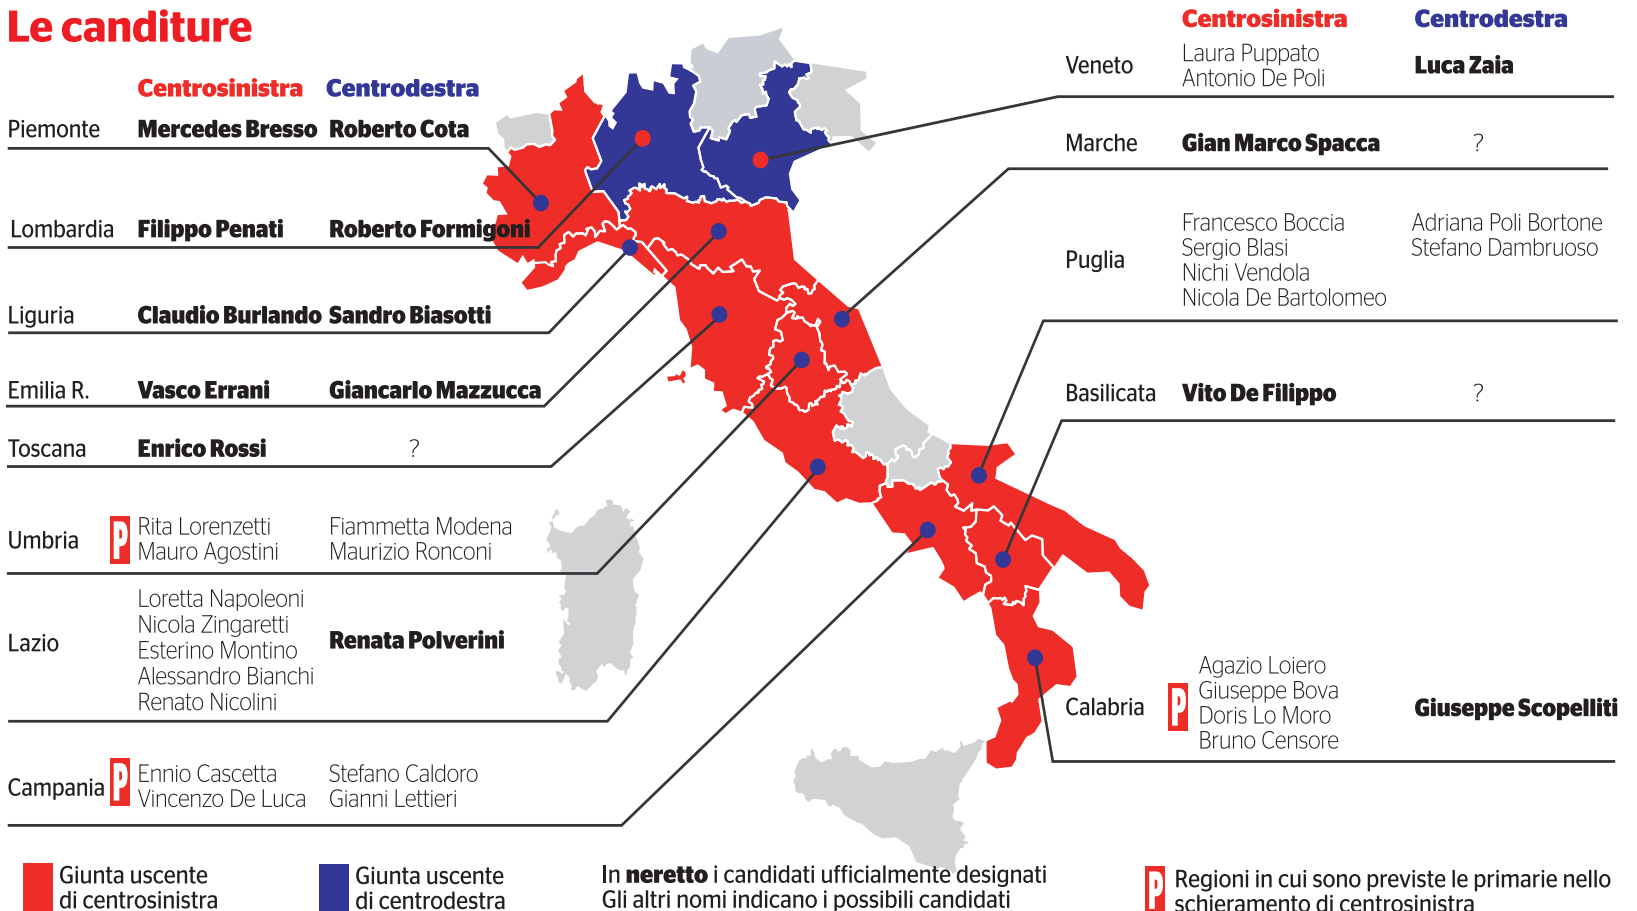 Le canditure
Centrosinistra Centrodestra
Piemonte Mercedes Bresso Roberto Cota
Lombardia Filippo Penati Roberto Formigoni
Liguria Claudio Burlando Sandro Biasotti
Emilia R. Vasco Errani Giancarlo Mazzucca
Toscana Enrico Rossi ?
Umbria P Rita Lorenzetti Fiammetta Modena
Mauro Agostini Maurizio Ronconi
Lazio
Loretta Napoleoni
Nicola Zingaretti
Esterino Montino
Alessandro Bianchi
Renato Nicolini
Renata Polverini
Campania P Ennio Cascetta Stefano Caldoro
Vincenzo De Luca Gianni Lettieri
Centrosinistra Centrodestra
Veneto
Laura Puppato
Antonio De Poli
Luca Zaia
Marche Gian Marco Spacca ?
Puglia
Francesco Boccia Adriana Poli Bortone
Sergio Blasi Stefano Dambruoso
Nichi Vendola
Nicola De Bartolomeo
Basilicata Vito De Filippo ?
Calabria P
Agazio Loiero
Giuseppe Bova
Doris Lo Moro
Bruno Censore
Giuseppe Scopelliti
Giunta uscente
di centrosinistra
Giunta uscente
di centrodestra
In neretto i candidati ufficialmente designati
Gli altri nomi indicano i possibili candidati
P Regioni in cui sono previste le primarie nello
schieramento di centrosinistra